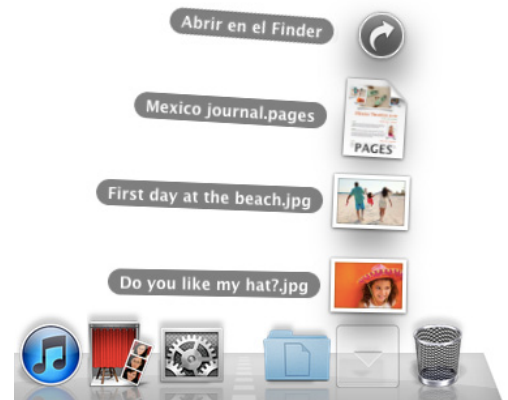 Abrir en el Finder
Mexico journal.pages
PAGES
First day at the beach.jpg
Do you like my hat?.jpg